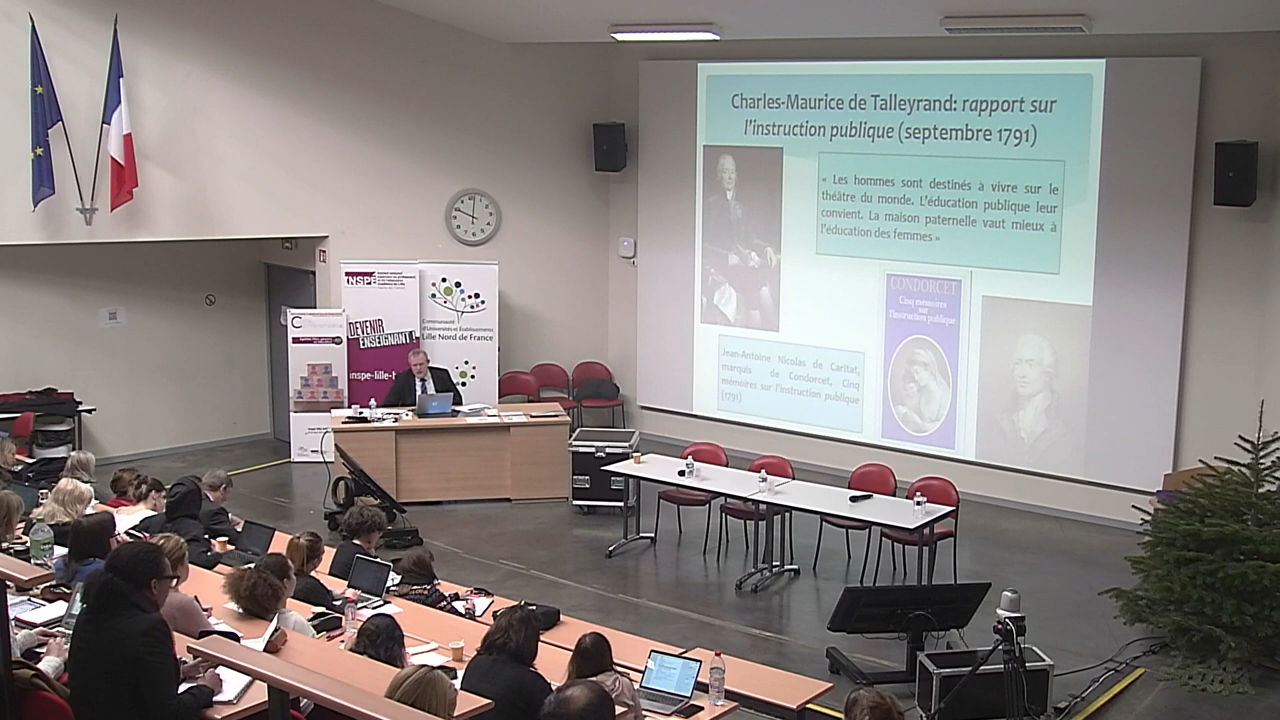 Charles-Maurice de Talleyrand: rapport sur
l'instruction publique (septembre 1791)
« Les hommes sont destinés à vivre sur le
théâtre du monde. L'éducation publique leur
convient. La maison paternelle vaut mieux à
l'éducation des femmes »
CONDORCET
Cinq mémoires
sur
l'instruction publique
Jean-Antoine Nicolas de Caritat,
marquis de Condorcet, Cinq
mémoires sur l'instruction publique
(1791)
INSPÉ
DEVENIR
ENSEIGNANT !
inspe-lille-h
Communauté
d'Universités et Établissements
Lille Nord de France